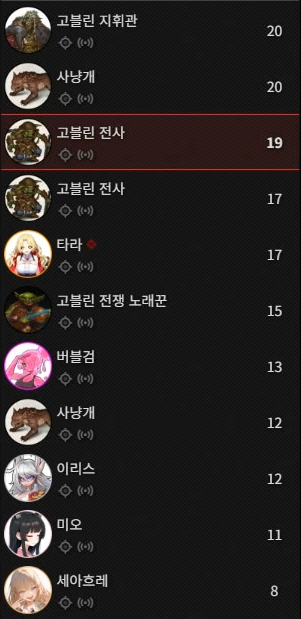 고블린 지휘관 20
사냥개 20
고블린 전사 19
고블린 전사 17
타라 17
고블린 전쟁 노래꾼 15
버블검 13
사냥개 12
이리스 12
미오 11
세아흐레 8